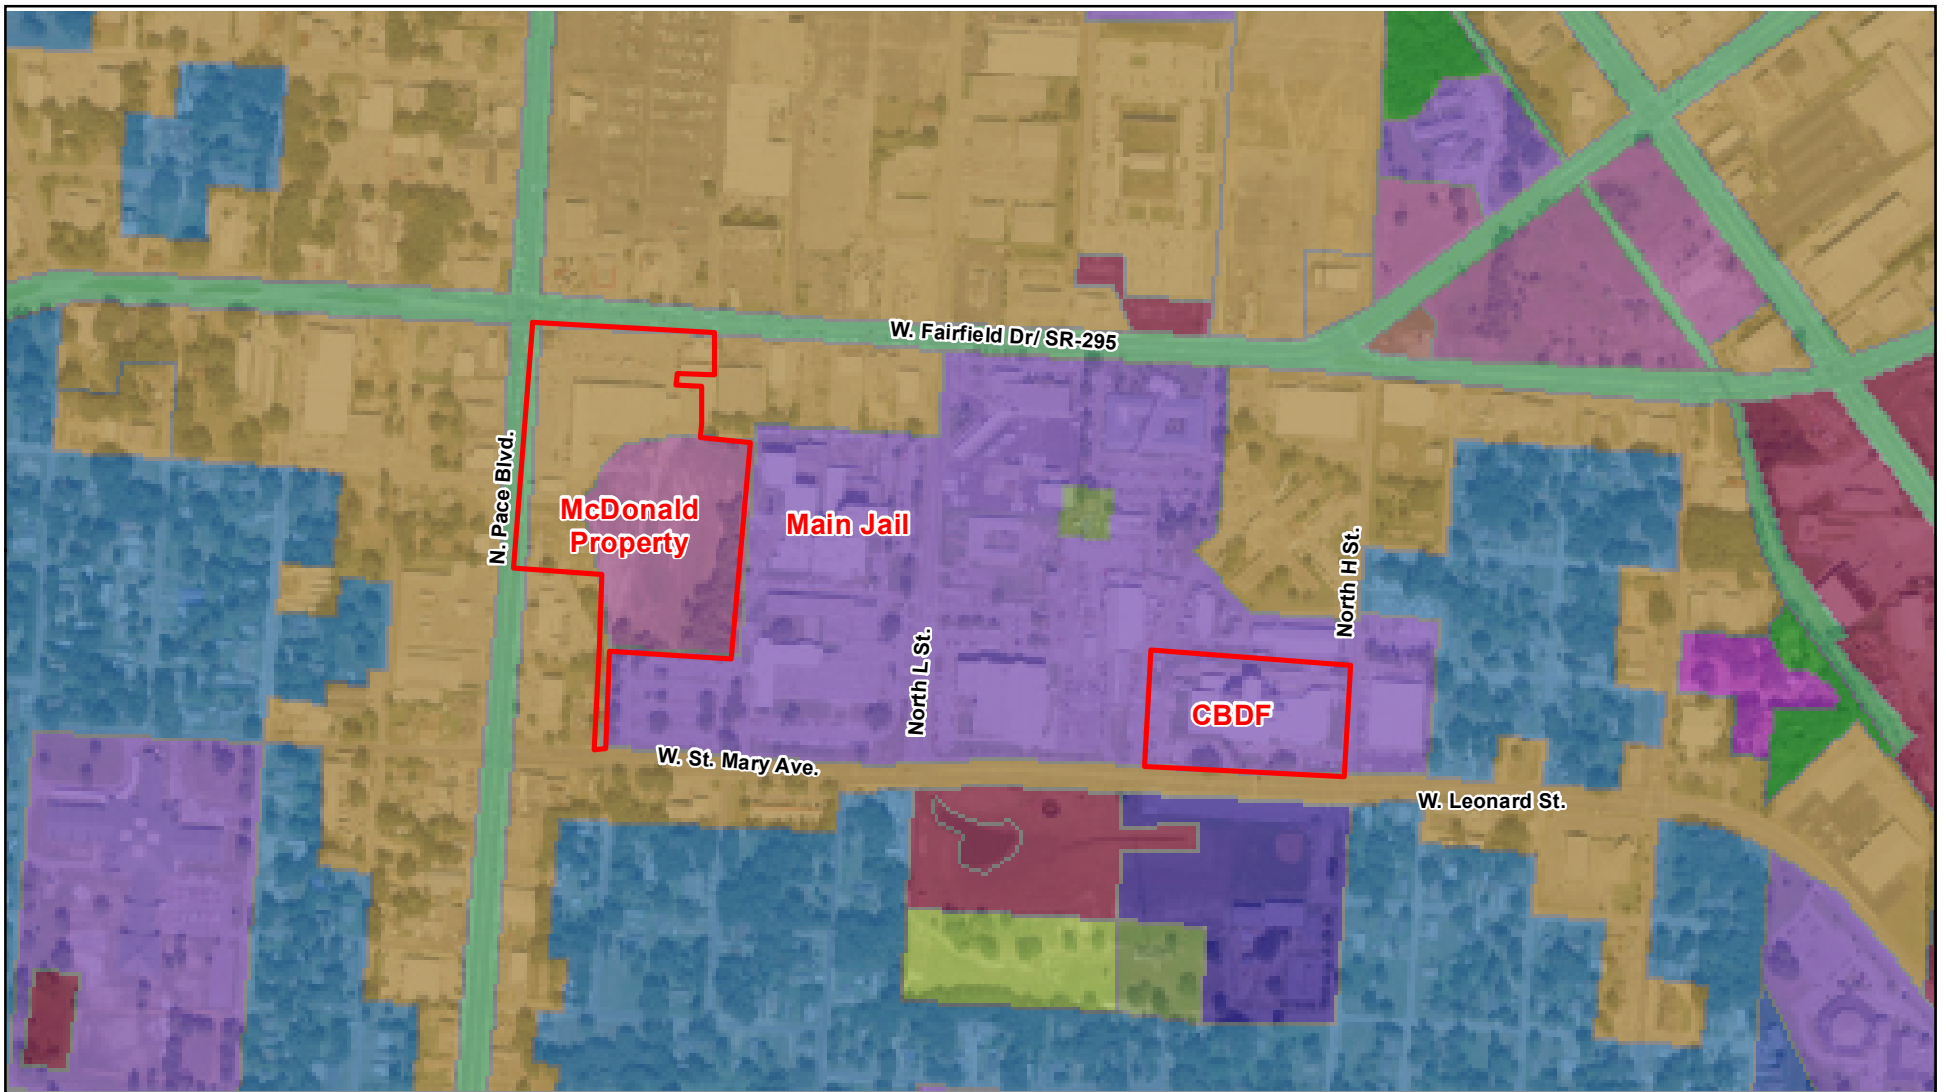 W. Fairfield Dr/ SR-295
N. Pace Blvd.
McDonald
Property
Main Jail
North H St.
North L St.
CBDF
W. St. Mary Ave.
W. Leonard St.